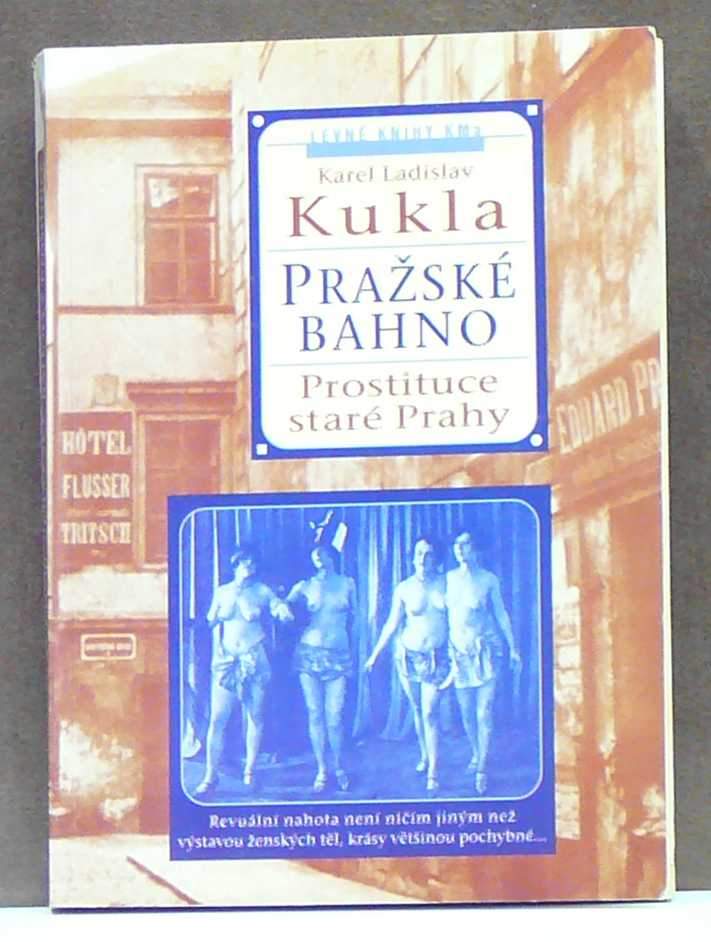 LEVNÉ KNIHY KMa
Karel Ladislav
Kukla
PRAŽSKÉ
BAHNO
Prostituce
staré Prahy
HÔTEL
FLUSSER
TRITSCH
EDUARD PR
Revuální nahota není ničím jiným než
výstavou ženských těl, krásy většinou pochybné...